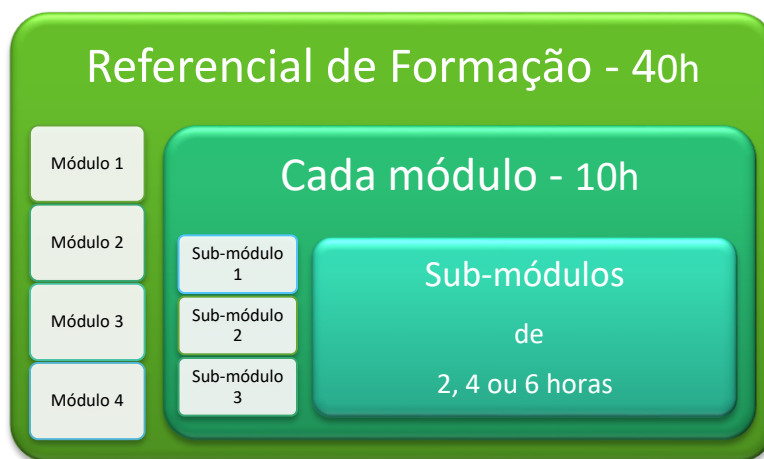 Referencial de Formação - 40h
Módulo 1
Módulo 2
Módulo 3
Módulo 4
Cada módulo - 10h
Sub-módulo
1
Sub-módulo
2
Sub-módulo
3
Sub-módulos
de
2, 4 ou 6 horas